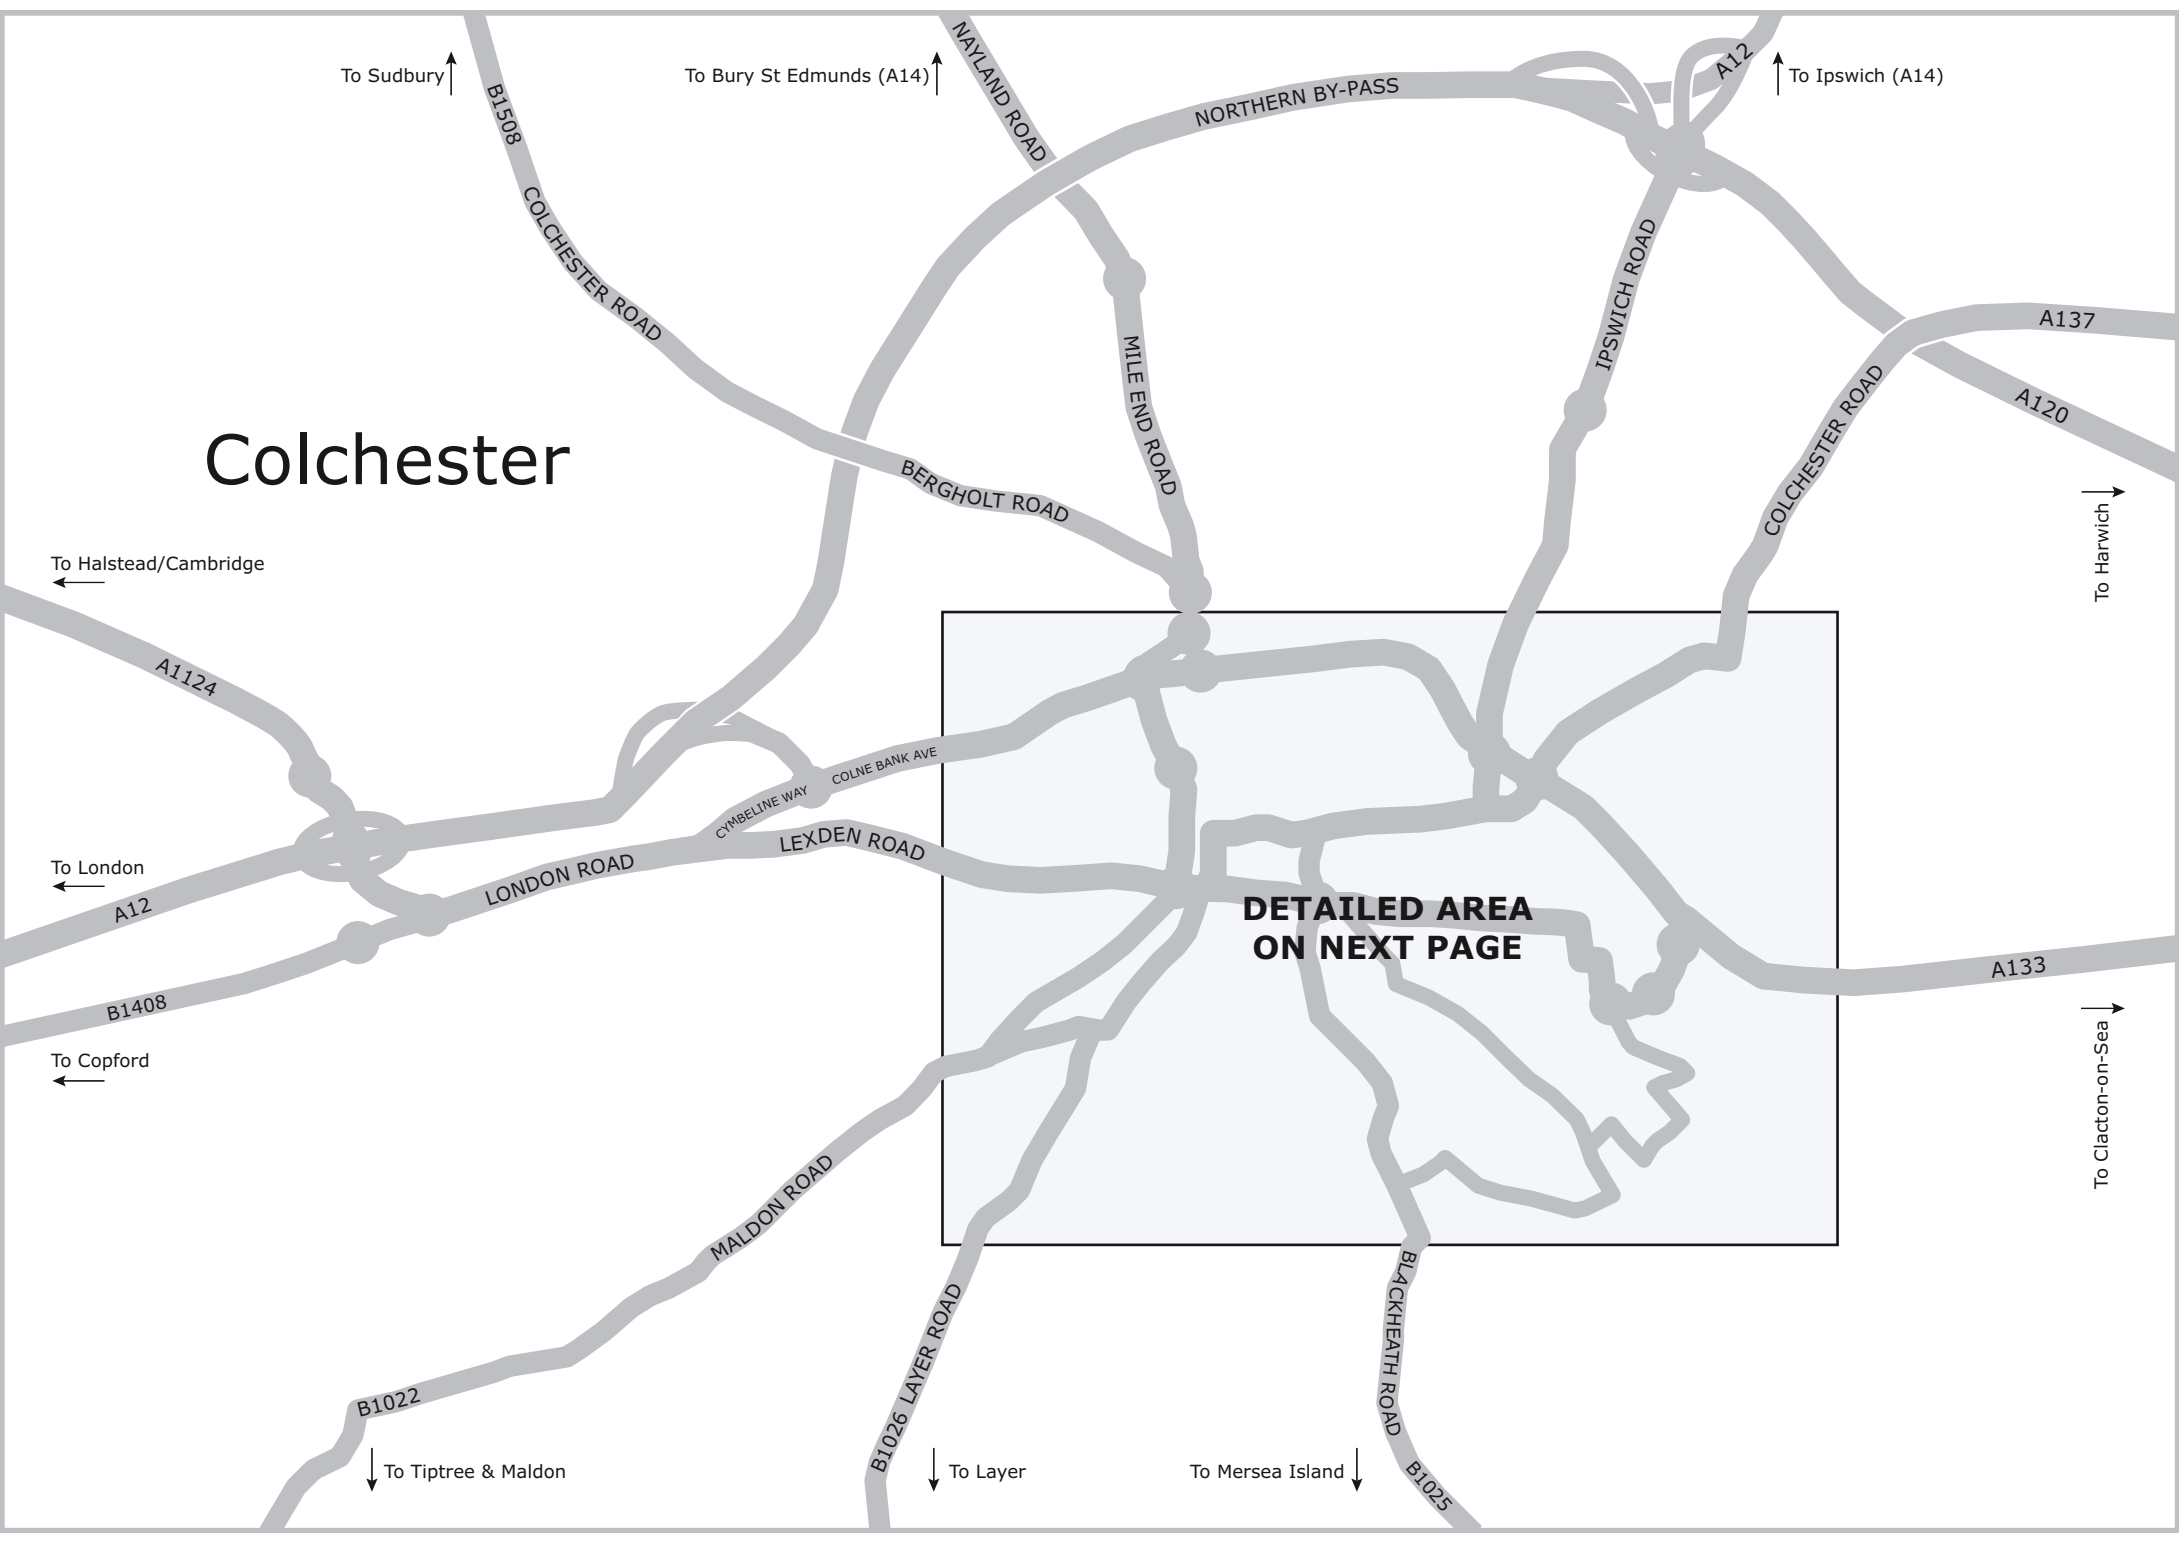 To Sudbury
To Bury St Edmunds (A14)
NAYLAND ROAD
NORTHERN BY-PASS
A12
To Ipswich (A14)
B1508
COLCHESTER ROAD
MILE END ROAD
IPSWICH ROAD
A137
COLCHESTER ROAD
A120
Colchester
BERGHOLT ROAD
To Harwich
To Halstead/Cambridge
A1124
COLNE BANK AVE
CYMBELINE WAY
LEXDEN ROAD
To London
LONDON ROAD
A12
DETAILED AREA
ON NEXT PAGE
A133
B1408
To Copford
To Clacton-on-Sea
MALDON ROAD
BLACKHEATH ROAD
B1026 LAYER ROAD
B1022
To Tiptree & Maldon
To Layer
To Mersea Island
B1025